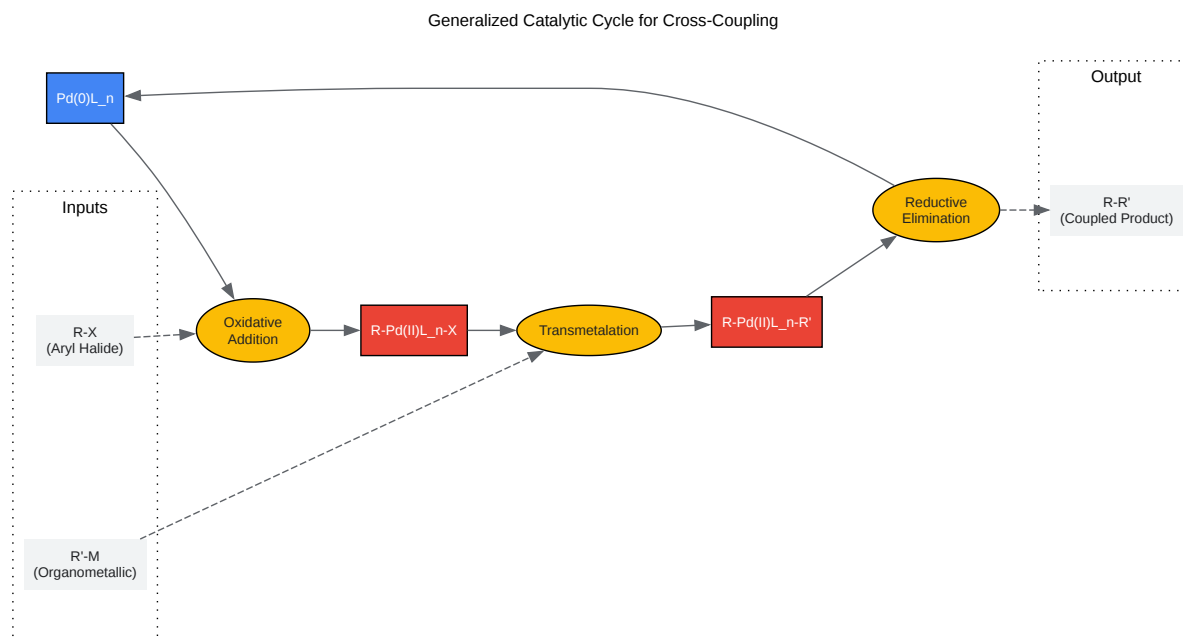 Generalized Catalytic Cycle for Cross-Coupling
Output
Pd(0)L_n
Inputs
R-X
(Aryl Halide)
R'-M
(Organometallic)
Oxidative
Addition
R-Pd(II)L_n-X
Transmetalation
R-Pd(II)L_n-R'
Reductive
Elimination
R-R'
(Coupled Product)